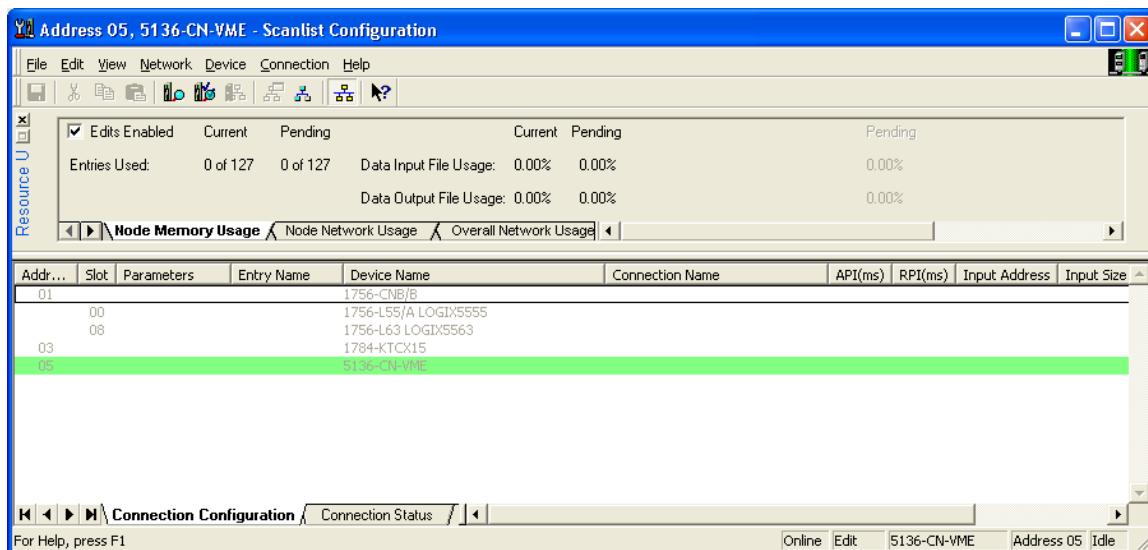 Address 05, 5136-CN-VME - Scanlist Configuration
File Edit View Network Device Connection Help
Resource U
Edits Enabled Current Pending Current Pending Pending
Entries Used: 0 of 127 0 of 127 Data Input File Usage: 0.00% 0.00% 0.00%
Data Output File Usage: 0.00% 0.00% 0.00%
Node Memory Usage Node Network Usage Overall Network Usage
Addr... Slot Parameters Entry Name Device Name Connection Name API(ms) RPI(ms) Input Address Input Size
01 1756-CNB/B
00 1756-L55/A LOGIX5555
08 1756-L63 LOGIX5563
03 1784-KTCX15
05 5136-CN-VME
Connection Configuration Connection Status
For Help, press F1 Online Edit 5136-CN-VME Address 05 Idle